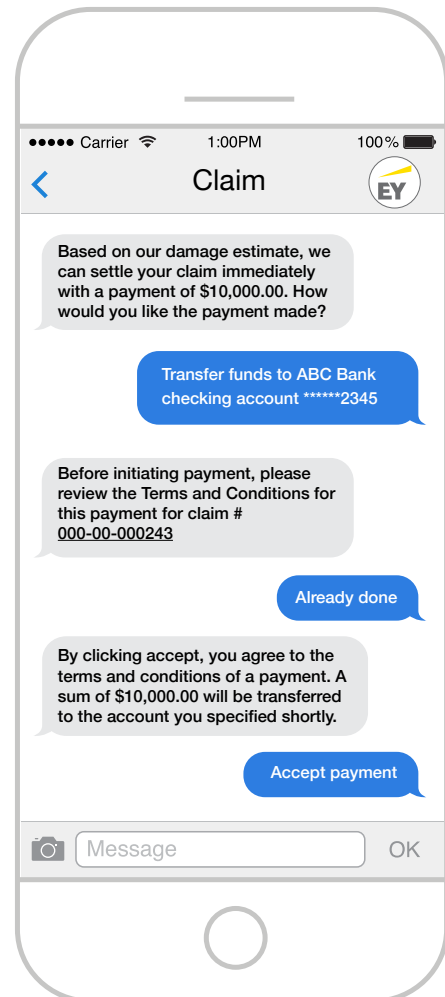 Carrier 1:00PM 100%
Claim
EY
Based on our damage estimate, we
can settle your claim immediately
with a payment of $10,000.00. How
would you like the payment made?
Transfer funds to ABC Bank
checking account ******2345
Before initiating payment, please
review the Terms and Conditions for
this payment for claim #
000-00-000243
Already done
By clicking accept, you agree to the
terms and conditions of a payment. A
sum of $10,000.00 will be transferred
to the account you specified shortly.
Accept payment
Message OK